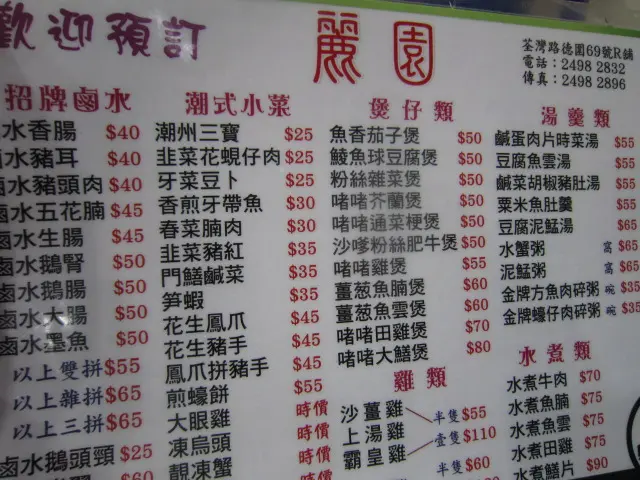 歡迎預訂
麗園
荃灣路德圍69號R舖
電話：2498 2832
傳真：2498 2896
招牌鹵水
水香腸 $40
水豬耳 $40
鹵水豬頭肉 $40
鹵水五花腩 $45
鹵水生腸 $45
鹵水鵝腎 $50
鹵水鵝腸 $50
鹵水大腸 $50
鹵水墨魚 $50
以上雙拼 $55
以上雜拼 $65
以上三拼 $65
鹵水鵝頭頸 $25
$60
潮式小菜
潮州三寶 $25
韭菜花蜆仔肉 $25
牙菜豆卜 $25
香煎牙帶魚 $30
春菜腩肉 $30
韭菜豬紅 $35
門鱔鹹菜 $35
笋蝦 $35
花生鳳爪 $45
花生豬手 $45
鳳爪拼豬手 $45
煎蠔餅 $55
大眼雞 時價
凍烏頭 時價
靚凍蟹 時價
煲仔類
魚香茄子煲 $50
鯪魚球豆腐煲 $50
粉絲雜菜煲 $50
啫啫芥蘭煲 $50
啫啫通菜梗煲 $50
沙嗲粉絲肥牛煲 $50
啫啫雞煲 $55
薑葱魚腩煲 $60
薑葱魚雲煲 $60
啫啫田雞煲 $70
啫啫大鱔煲 $80
雞類
沙薑雞 半隻 $55
上湯雞 壹隻 $110
霸皇雞
半隻 $60
湯羹類
鹹蛋肉片時菜湯 $55
豆腐魚雲湯 $55
鹹菜胡椒豬肚湯 $55
粟米魚肚羹 $55
豆腐泥鯭湯 $65
水蟹粥 窩 $65
泥鯭粥 窩 $65
金牌方魚肉碎粥 碗 $35
金牌蠔仔肉碎粥 碗 $35
水煮類
水煮牛肉 $70
水煮魚腩 $75
水煮魚雲 $75
水煮田雞 $75
水煮鱔片 $90